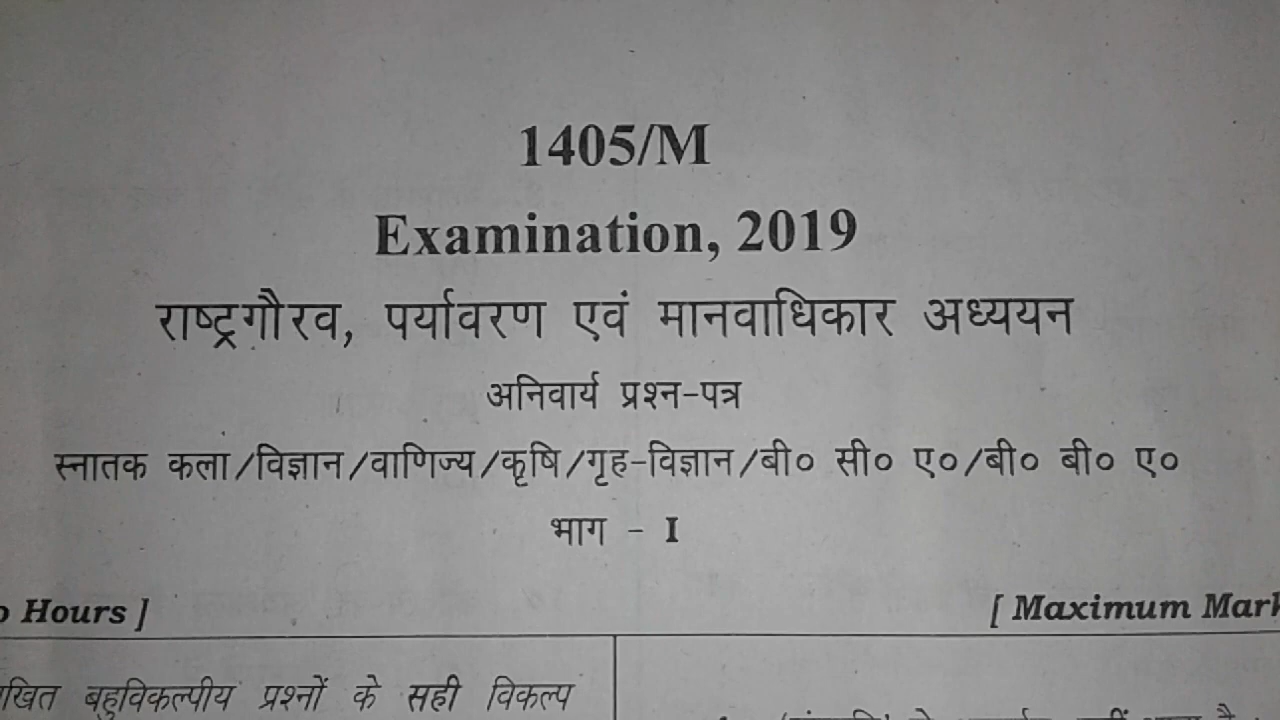 1405/M
Examination, 2019
राष्ट्रगौरव, पर्यावरण एवं मानवाधिकार अध्ययन
अनिवार्य प्रश्न-पत्र
स्नातक कला/विज्ञान/वाणिज्य/कृषि/गृह-विज्ञान/बी० सी० ए०/बी० बी० ए०
भाग - I
Hours ]
[ Maximum
बहुविकल्पीय प्रश्नों के सही विकल्प